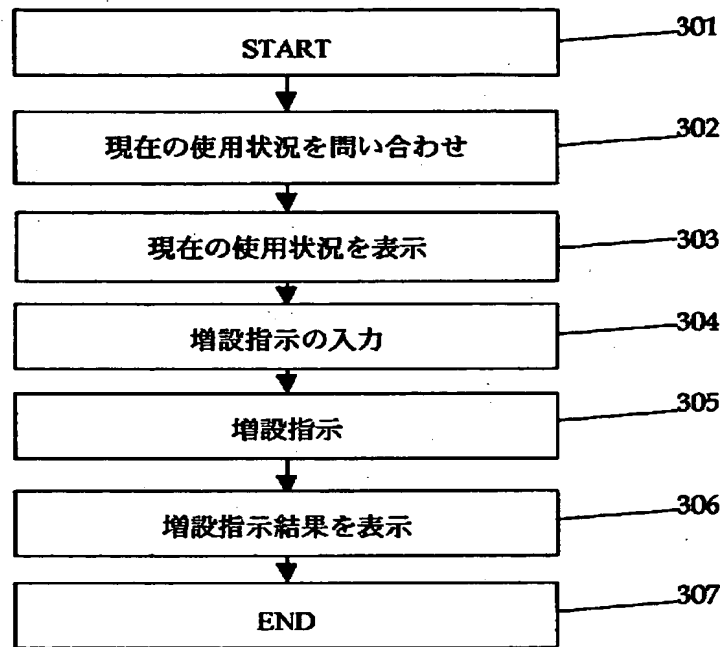 START
301
現在の使用状況を問い合わせ
302
現在の使用状況を表示
303
増設指示の入力
304
増設指示
305
増設指示結果を表示
306
END
307